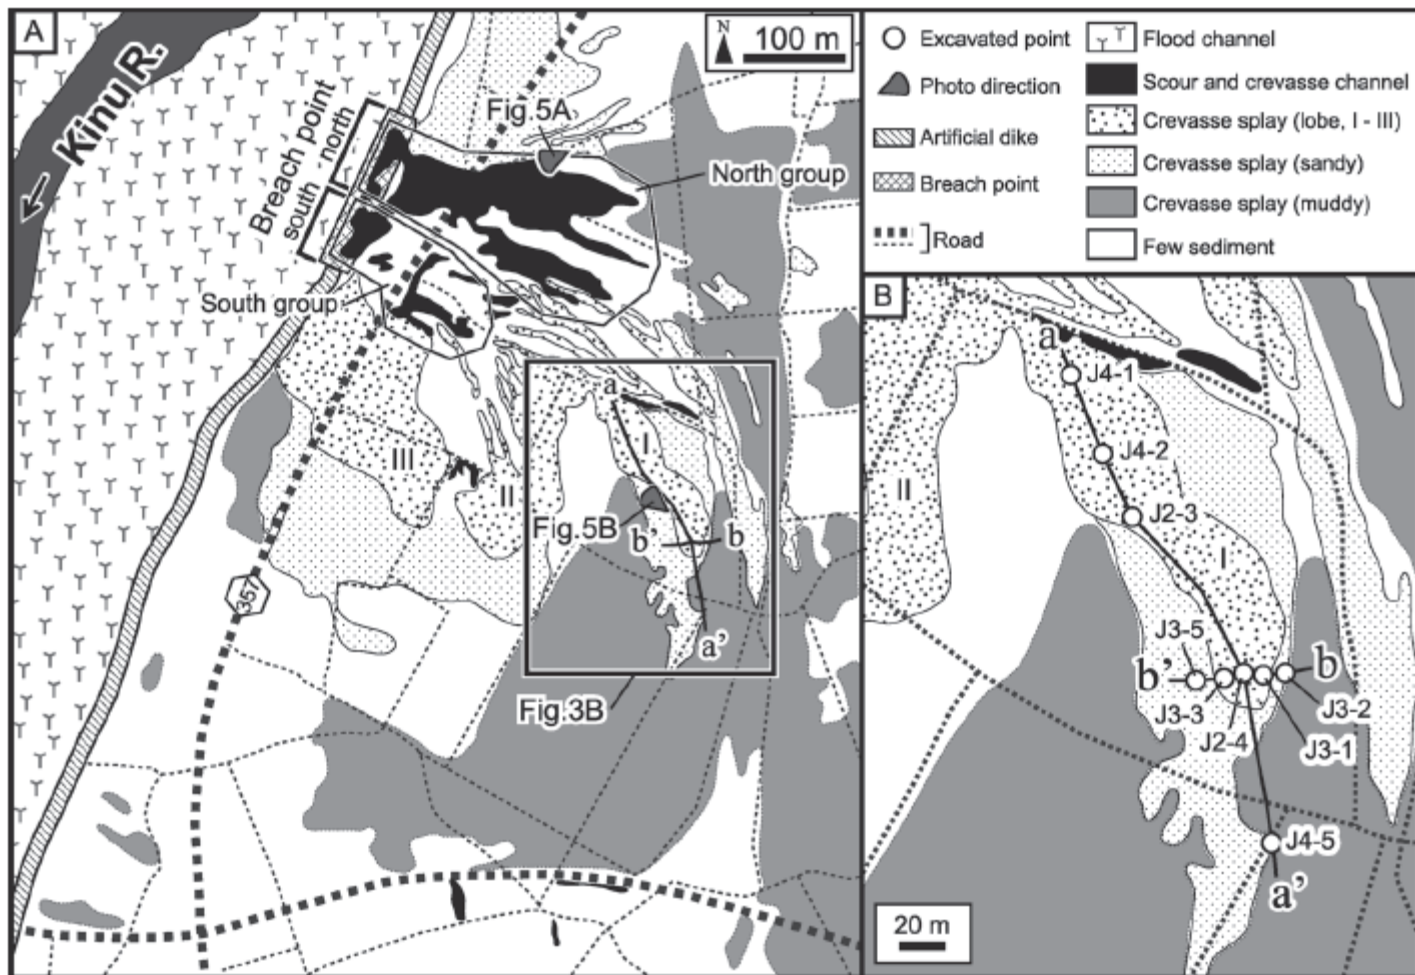 A
N
100 m
Kinu R.
Breach point
north
south
Fig.5A
North group
South group
III
II
I
a
Fig.5B
b'
b
a'
357
Fig.3B
Excavated point
Photo direction
Artificial dike
Breach point
Road
Flood channel
Scour and crevasse channel
Crevasse splay (lobe, I - III)
Crevasse splay (sandy)
Crevasse splay (muddy)
Few sediment
B
a
J4-1
J4-2
II
J2-3
I
J3-5
b'
b
J3-3
J3-2
J2-4
J3-1
J4-5
a'
20 m